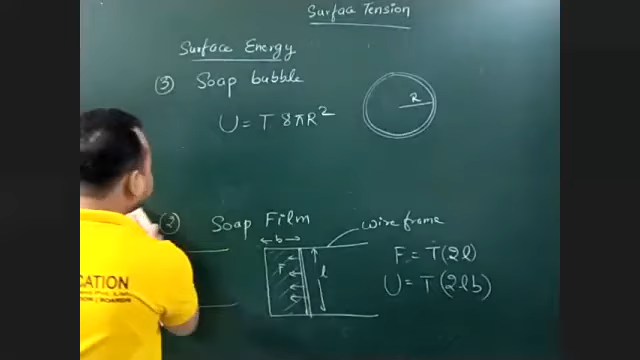 Surface Tension
Surface Energy
③ Soap bubble
R
U = T 8πR²
② Soap Film
wire frame
b
F
l
F = T(2l)
U = T(2lb)
CATION